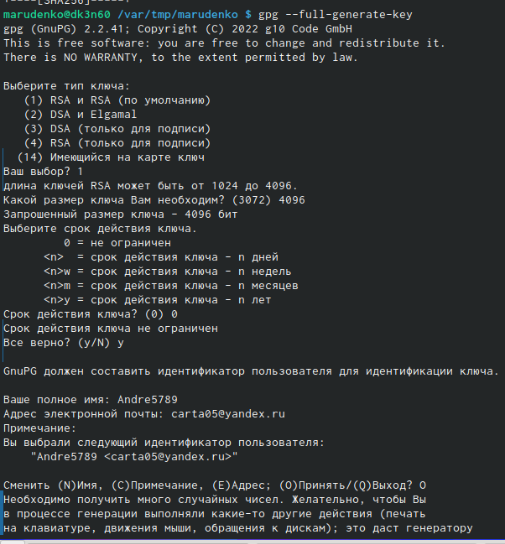 marudenko@dk3n60 /var/tmp/marudenko $ gpg --full-generate-key
gpg (GnuPG) 2.2.41; Copyright (C) 2022 g10 Code GmbH
This is free software: you are free to change and redistribute it.
There is NO WARRANTY, to the extent permitted by law.

Выберите тип ключа:
   (1) RSA и RSA (по умолчанию)
   (2) DSA и Elgamal
   (3) DSA (только для подписи)
   (4) RSA (только для подписи)
  (14) Имеющийся на карте ключ
Ваш выбор? 1
длина ключей RSA может быть от 1024 до 4096.
Какой размер ключа Вам необходим? (3072) 4096
Запрошенный размер ключа - 4096 бит
Выберите срок действия ключа.
         0 = не ограничен
      <n>  = срок действия ключа - n дней
      <n>w = срок действия ключа - n недель
      <n>m = срок действия ключа - n месяцев
      <n>y = срок действия ключа - n лет
Срок действия ключа? (0) 0
Срок действия ключа не ограничен
Все верно? (y/N) y

GnuPG должен составить идентификатор пользователя для идентификации ключа.

Ваше полное имя: Andre5789
Адрес электронной почты: carta05@yandex.ru
Примечание:
Вы выбрали следующий идентификатор пользователя:
    "Andre5789 <carta05@yandex.ru>"

Сменить (N)Имя, (C)Примечание, (E)Адрес; (O)Принять/(Q)Выход? O
Необходимо получить много случайных чисел. Желательно, чтобы Вы
в процессе генерации выполняли какие-то другие действия (печать
на клавиатуре, движения мыши, обращения к дискам); это даст генератору